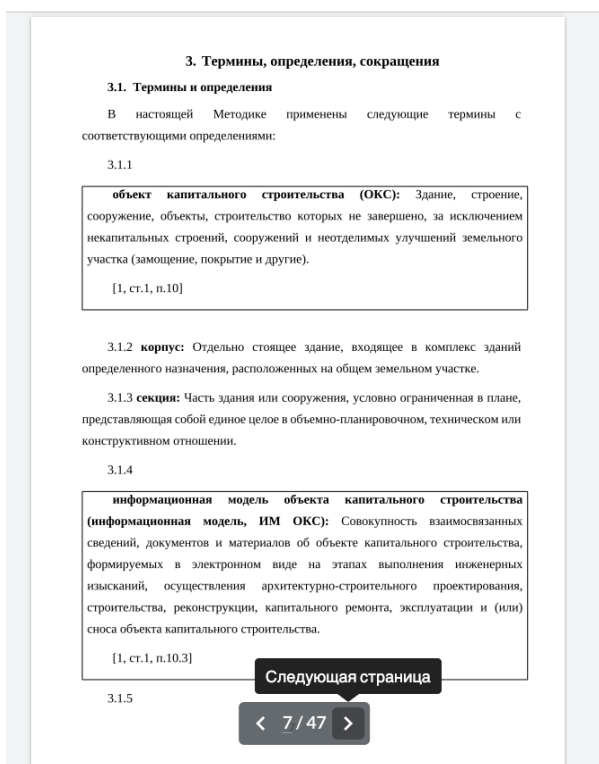 3. Термины, определения, сокращения
3.1. Термины и определения
В настоящей Методике применены следующие термины с
соответствующими определениями:
3.1.1
объект капитального строительства (ОКС): Здание, строение,
сооружение, объекты, строительство которых не завершено, за исключением
некапитальных строений, сооружений и неотделимых улучшений земельного
участка (замощение, покрытие и другие).
[1, ст.1, п.10]
3.1.2 корпус: Отдельно стоящее здание, входящее в комплекс зданий
определенного назначения, расположенных на общем земельном участке.
3.1.3 секция: Часть здания или сооружения, условно ограниченная в плане,
представляющая собой единое целое в объемно-планировочном, техническом или
конструктивном отношении.
3.1.4
информационная модель объекта капитального строительства
(информационная модель, ИМ ОКС): Совокупность взаимосвязанных
сведений, документов и материалов об объекте капитального строительства,
формируемых в электронном виде на этапах выполнения инженерных
изысканий, осуществления архитектурно-строительного проектирования,
строительства, реконструкции, капитального ремонта, эксплуатации и (или)
сноса объекта капитального строительства.
[1, ст.1, п.10.3]
Следующая страница
3.1.5
7 / 47